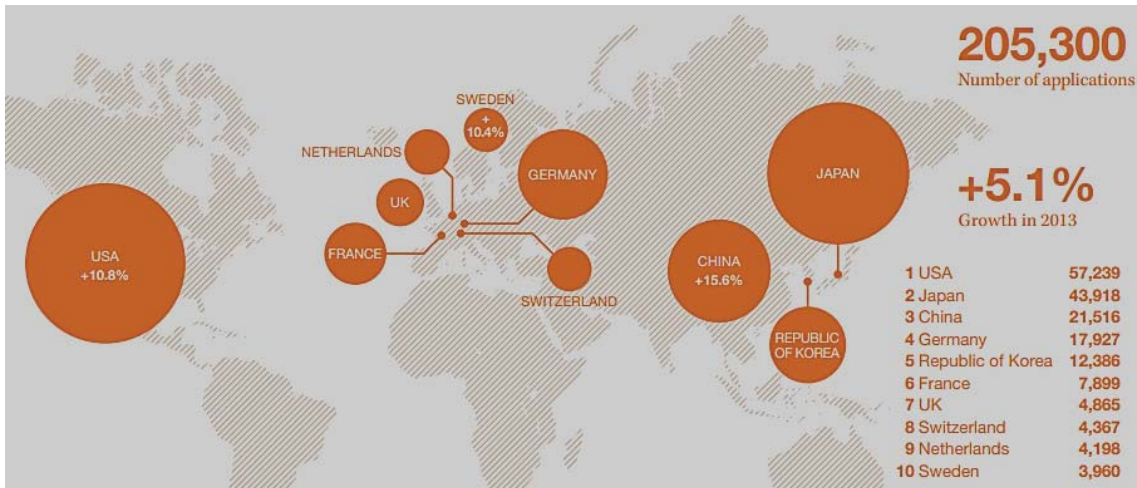 205,300
Number of applications
SWEDEN
+
10.4%
NETHERLANDS
GERMANY
JAPAN
UK
+5.1%
Growth in 2013
FRANCE
USA
+10.8%
CHINA
+15.6%
SWITZERLAND
REPUBLIC
OF KOREA
1 USA 57,239
2 Japan 43,918
3 China 21,516
4 Germany 17,927
5 Republic of Korea 12,386
6 France 7,899
7 UK 4,865
8 Switzerland 4,367
9 Netherlands 4,198
10 Sweden 3,960